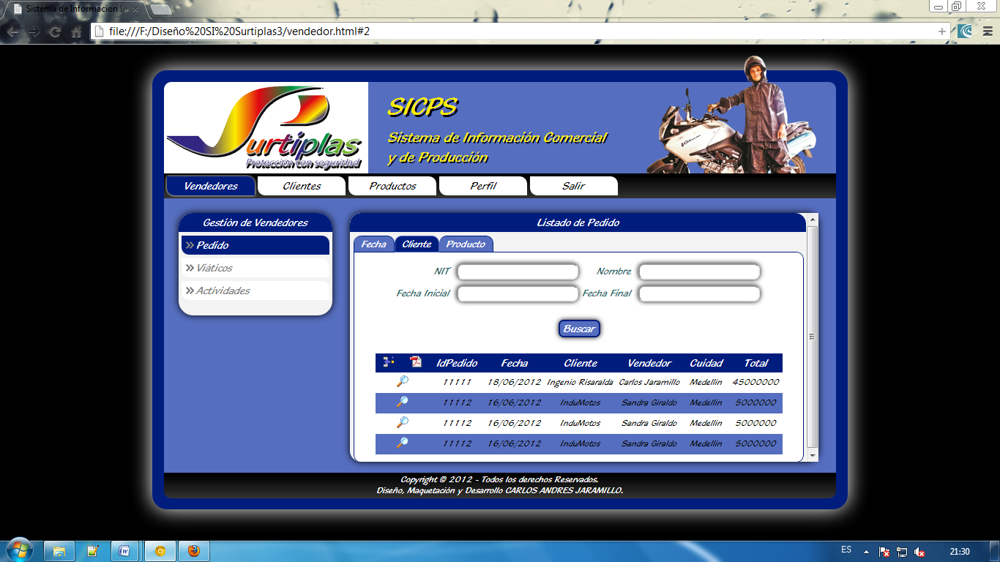 Sistema de Informacion I
file:///F:/Diseño%20SI%20Surtiplas3/vendedor.html#2
Surtiplas
Protección con seguridad
SICPS
Sistema de Información Comercial
y de Producción
Vendedores Clientes Productos Perfil Salir
Gestión de Vendedores
Pedido
Viáticos
Actividades
Listado de Pedido
Fecha Cliente Producto
NIT Nombre
Fecha Inicial Fecha Final
Buscar
IdPedido Fecha Cliente Vendedor Cuidad Total
11111 18/06/2012 Ingenio Risaralda Carlos Jaramillo Medellin 45000000
11112 16/06/2012 InduMotos Sandra Giraldo Medellin 5000000
11112 16/06/2012 InduMotos Sandra Giraldo Medellin 5000000
11112 16/06/2012 InduMotos Sandra Giraldo Medellin 5000000
Copyright © 2012 - Todos los derechos Reservados.
Diseño, Maquetación y Desarrollo CARLOS ANDRES JARAMILLO.
ES 21:30